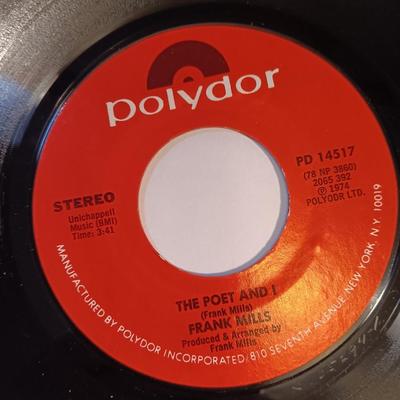 polydor
STEREO
Unichappell
Music (BMI)
Time: 3:41
PD 14517
(78 NP 3860)
2065 392
Ⓟ 1974
POLYODR LTD.
THE POET AND I
(Frank Mills)
FRANK MILLS
Produced & Arranged by
Frank Mills
MANUFACTURED BY POLYDOR INCORPORATED/810 SEVENTH AVENUE, NEW YORK, N.Y. 10019